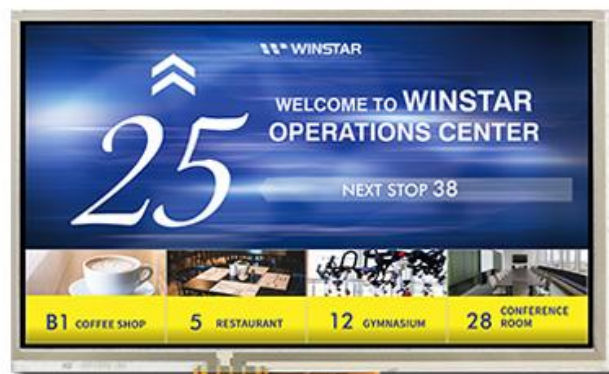 WINSTAR
25
WELCOME TO WINSTAR
OPERATIONS CENTER
NEXT STOP 38
B1 COFFEE SHOP
5 RESTAURANT
12 GYMNASIUM
28 CONFERENCE
ROOM